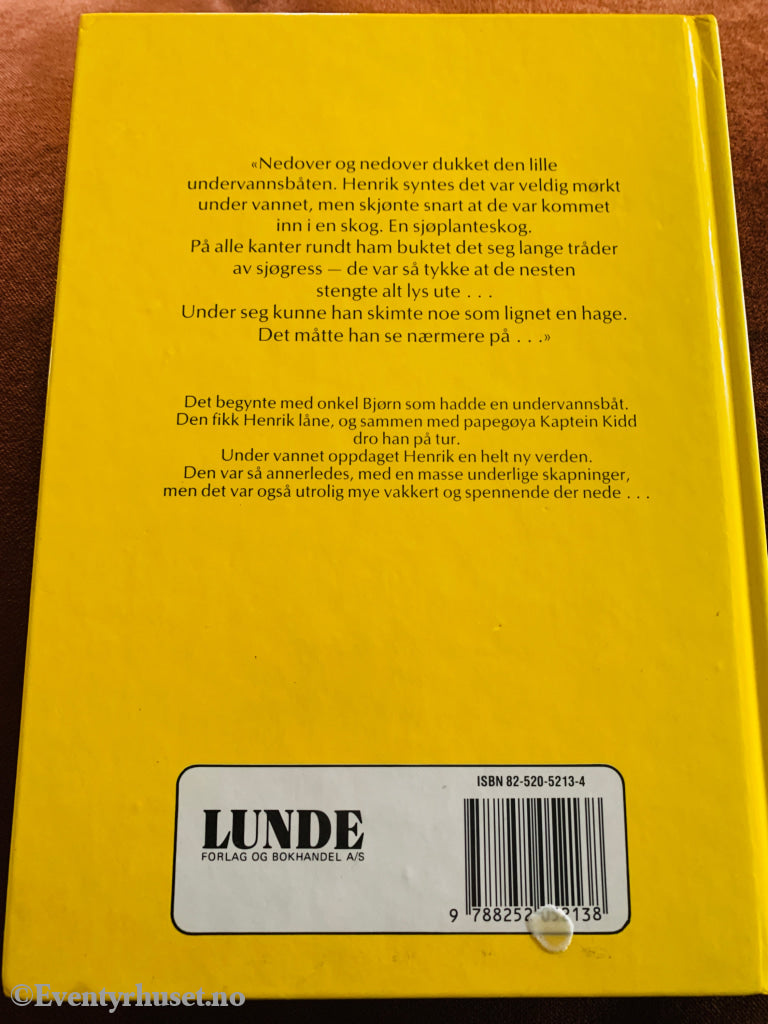 «Nedover og nedover dukket den lille
undervannsbåten. Henrik syntes det var veldig mørkt
under vannet, men skjønte snart at de var kommet
inn i en skog. En sjøplanteskog.
På alle kanter rundt ham buktet det seg lange tråder
av sjøgress — de var så tykke at de nesten
stengte alt lys ute . . .
Under seg kunne han skimte noe som lignet en hage.
Det måtte han se nærmere på . . .»
Det begynte med onkel Bjørn som hadde en undervannsbåt.
Den fikk Henrik låne, og sammen med papegøya Kaptein Kidd
dro han på tur.
Under vannet oppdaget Henrik en helt ny verden.
Den var så annerledes, med en masse underlige skapninger,
men det var også utrolig mye vakkert og spennende der nede . . .
ISBN 82-520-5213-4
LUNDE
FORLAG OG BOKHANDEL A/S
9 788252 052138
©Eventyrhuset.no